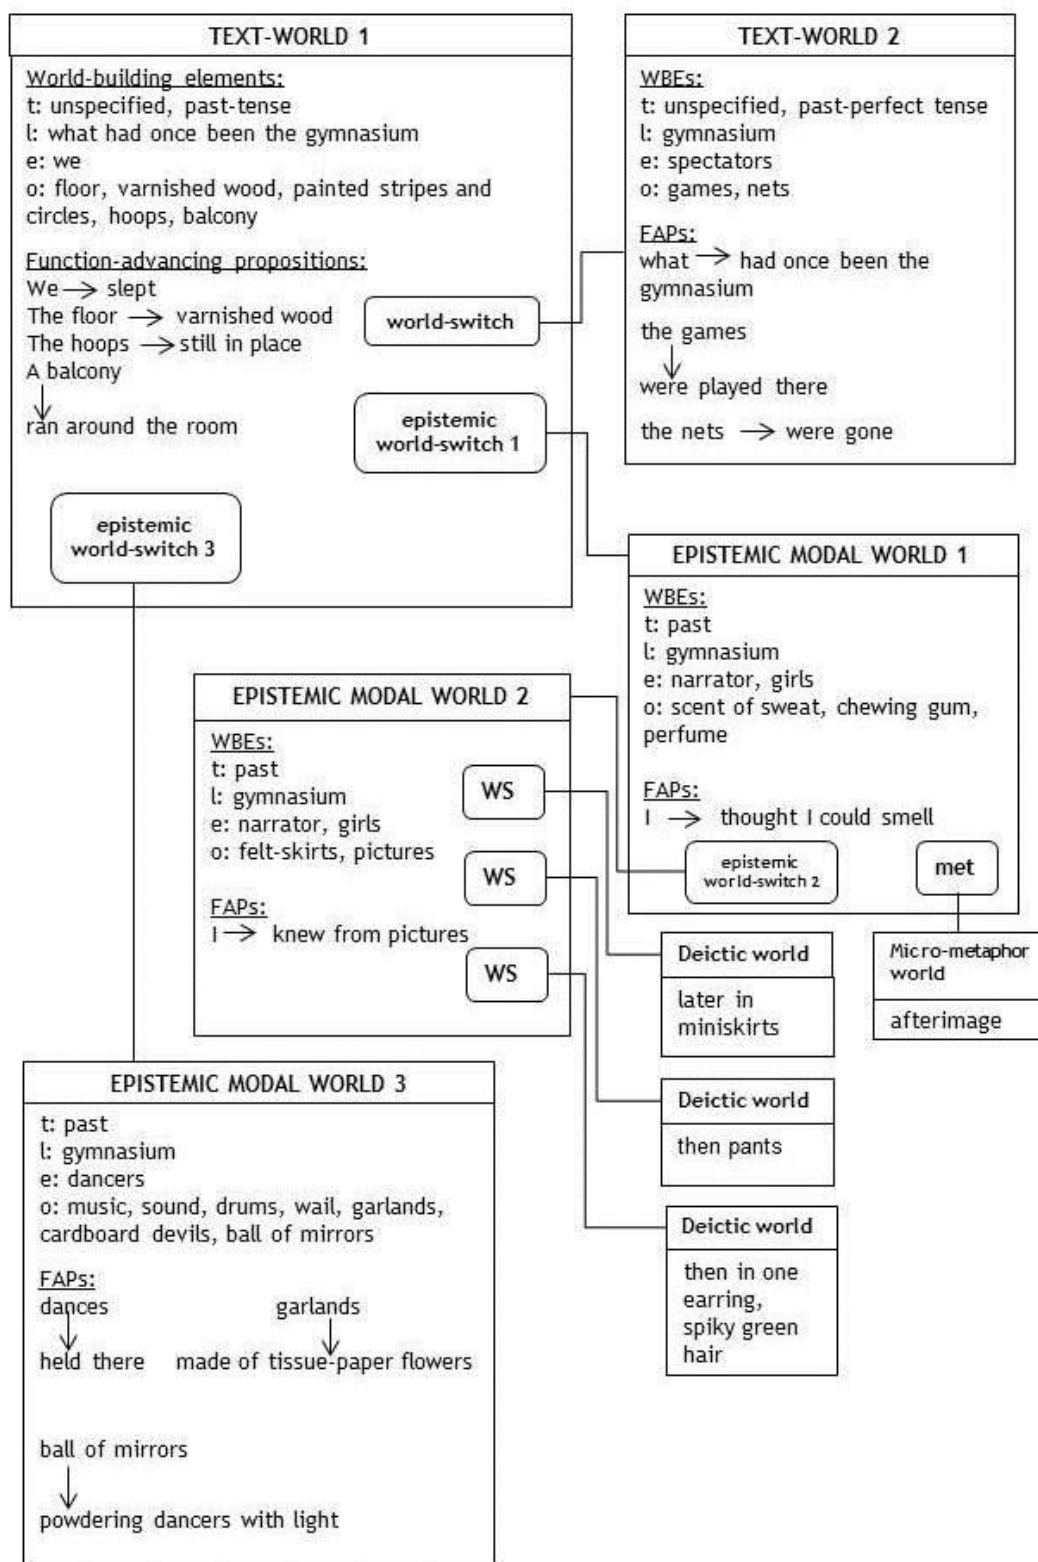 TEXT-WORLD 1
World-building elements:
t: unspecified, past-tense
l: what had once been the gymnasium
e: we
o: floor, varnished wood, painted stripes and
circles, hoops, balcony
Function-advancing propositions:
We → slept
The floor → varnished wood
The hoops → still in place
A balcony
↓
ran around the room
world-switch
epistemic
world-switch 1
epistemic
world-switch 3
TEXT-WORLD 2
WBEs:
t: unspecified, past-perfect tense
l: gymnasium
e: spectators
o: games, nets
FAPs:
what → had once been the
gymnasium
the games
↓
were played there
the nets → were gone
EPISTEMIC MODAL WORLD 1
WBEs:
t: past
l: gymnasium
e: narrator, girls
o: scent of sweat, chewing gum,
perfume
FAPs:
I → thought I could smell
epistemic
world-switch 2
met
Micro-metaphor
world
afterimage
EPISTEMIC MODAL WORLD 2
WBEs:
t: past
l: gymnasium
e: narrator, girls
o: felt-skirts, pictures
FAPs:
I → knew from pictures
WS
WS
WS
Deictic world
later in
miniskirts
Deictic world
then pants
Deictic world
then in one
earring,
spiky green
hair
EPISTEMIC MODAL WORLD 3
t: past
l: gymnasium
e: dancers
o: music, sound, drums, wail, garlands,
cardboard devils, ball of mirrors
FAPs:
dances
↓
held there
garlands
↓
made of tissue-paper flowers
ball of mirrors
↓
powdering dancers with light